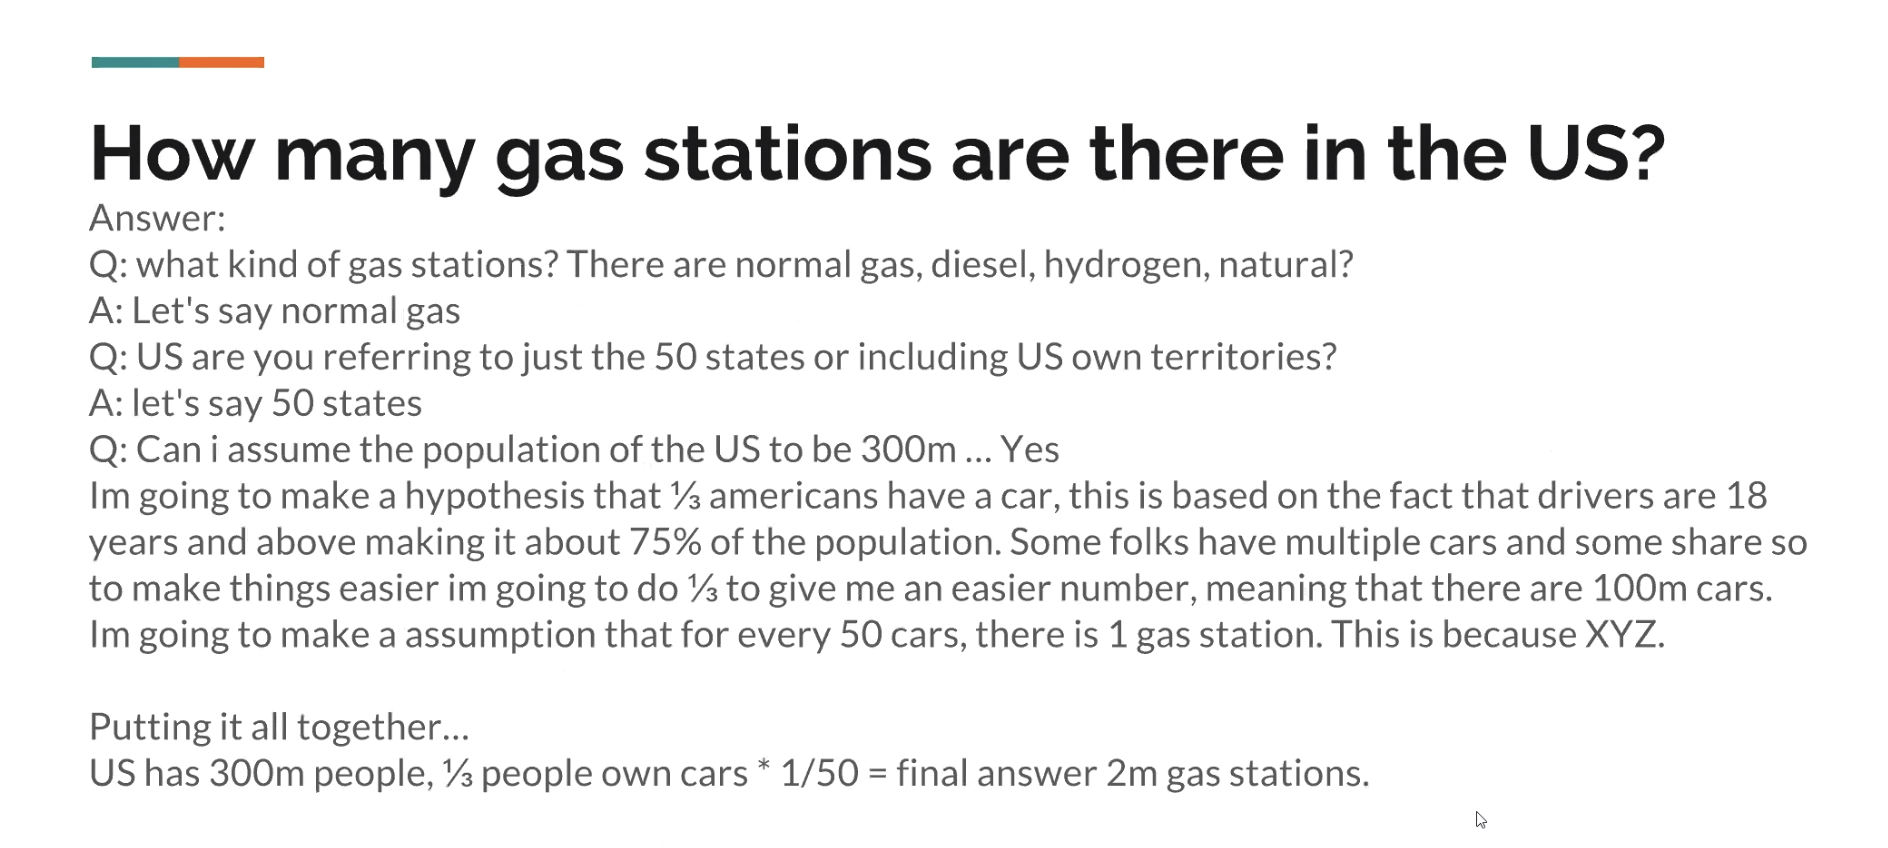 How many gas stations are there in the US?
Answer:
Q: what kind of gas stations? There are normal gas, diesel, hydrogen, natural?
A: Let's say normal gas
Q: US are you referring to just the 50 states or including US own territories?
A: let's say 50 states
Q: Can i assume the population of the US to be 300m ... Yes
Im going to make a hypothesis that ⅓ americans have a car, this is based on the fact that drivers are 18
years and above making it about 75% of the population. Some folks have multiple cars and some share so
to make things easier im going to do ⅓ to give me an easier number, meaning that there are 100m cars.
Im going to make a assumption that for every 50 cars, there is 1 gas station. This is because XYZ.
Putting it all together...
US has 300m people, ⅓ people own cars * 1/50 = final answer 2m gas stations.